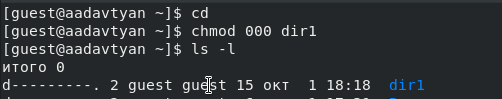 [guest@aadavtyan ~]$ cd
[guest@aadavtyan ~]$ chmod 000 dir1
[guest@aadavtyan ~]$ ls -l
итого 0
d---------. 2 guest guest 15 окт  1 18:18 dir1